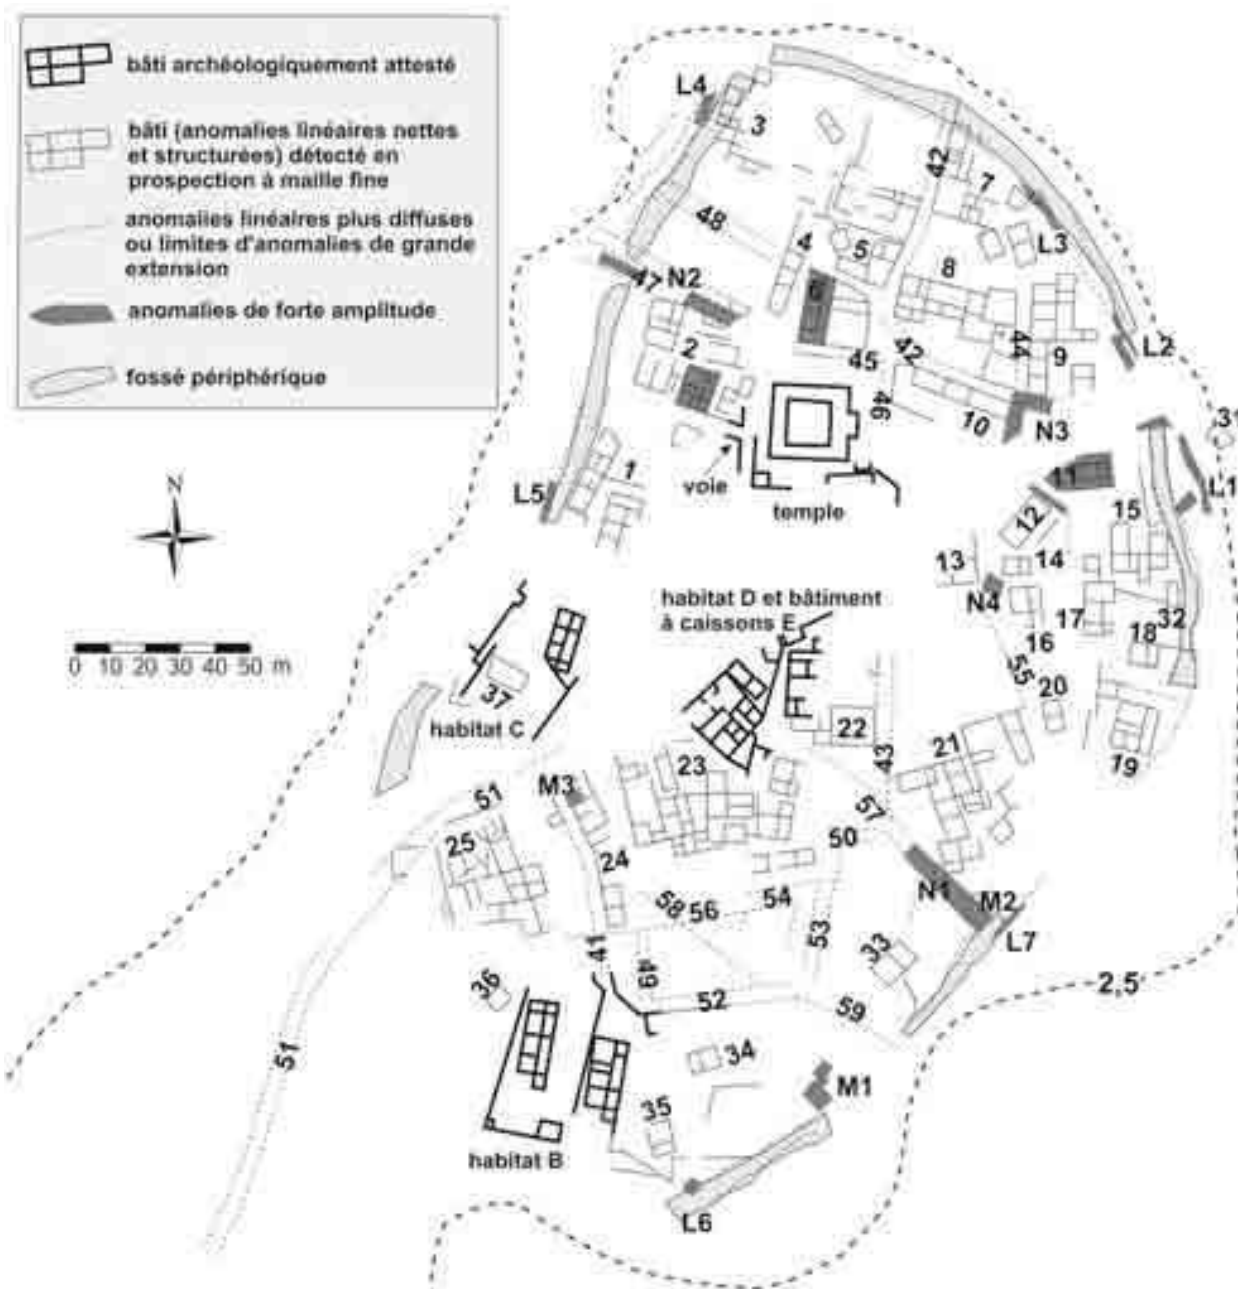 bâti archéologiquement attesté
bâti (anomalies linéaires nettes
et structurées) détecté en
prospection à maille fine
anomalies linéaires plus diffuses
ou limites d'anomalies de grande
extension
anomalies de forte amplitude
fossé périphérique
N
0 10 20 30 40 50 m
L4
3
42
7
48
4
5
L3
8
47
N2
6
2
45
42
44
9
L2
46
10
N3
31
1
voie
temple
L5
11
L1
12
15
13
14
N4
habitat D et bâtiment
à caissons E
16
17
18
32
55
20
37
habitat C
22
43
21
19
23
M3
51
57
50
25
24
N1
M2
58
56
54
53
L7
41
49
33
36
52
59
2,5
51
34
M1
35
habitat B
L6